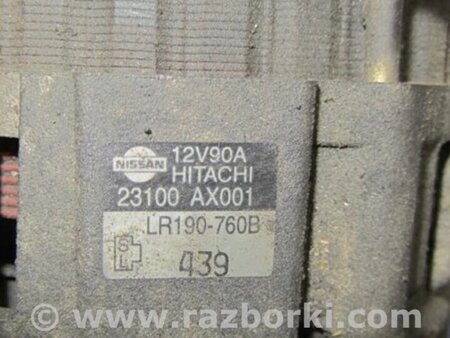 NISSAN 12V90A
HITACHI
23100 AX001
LR190-760B
S L 439
© www.razborki.com